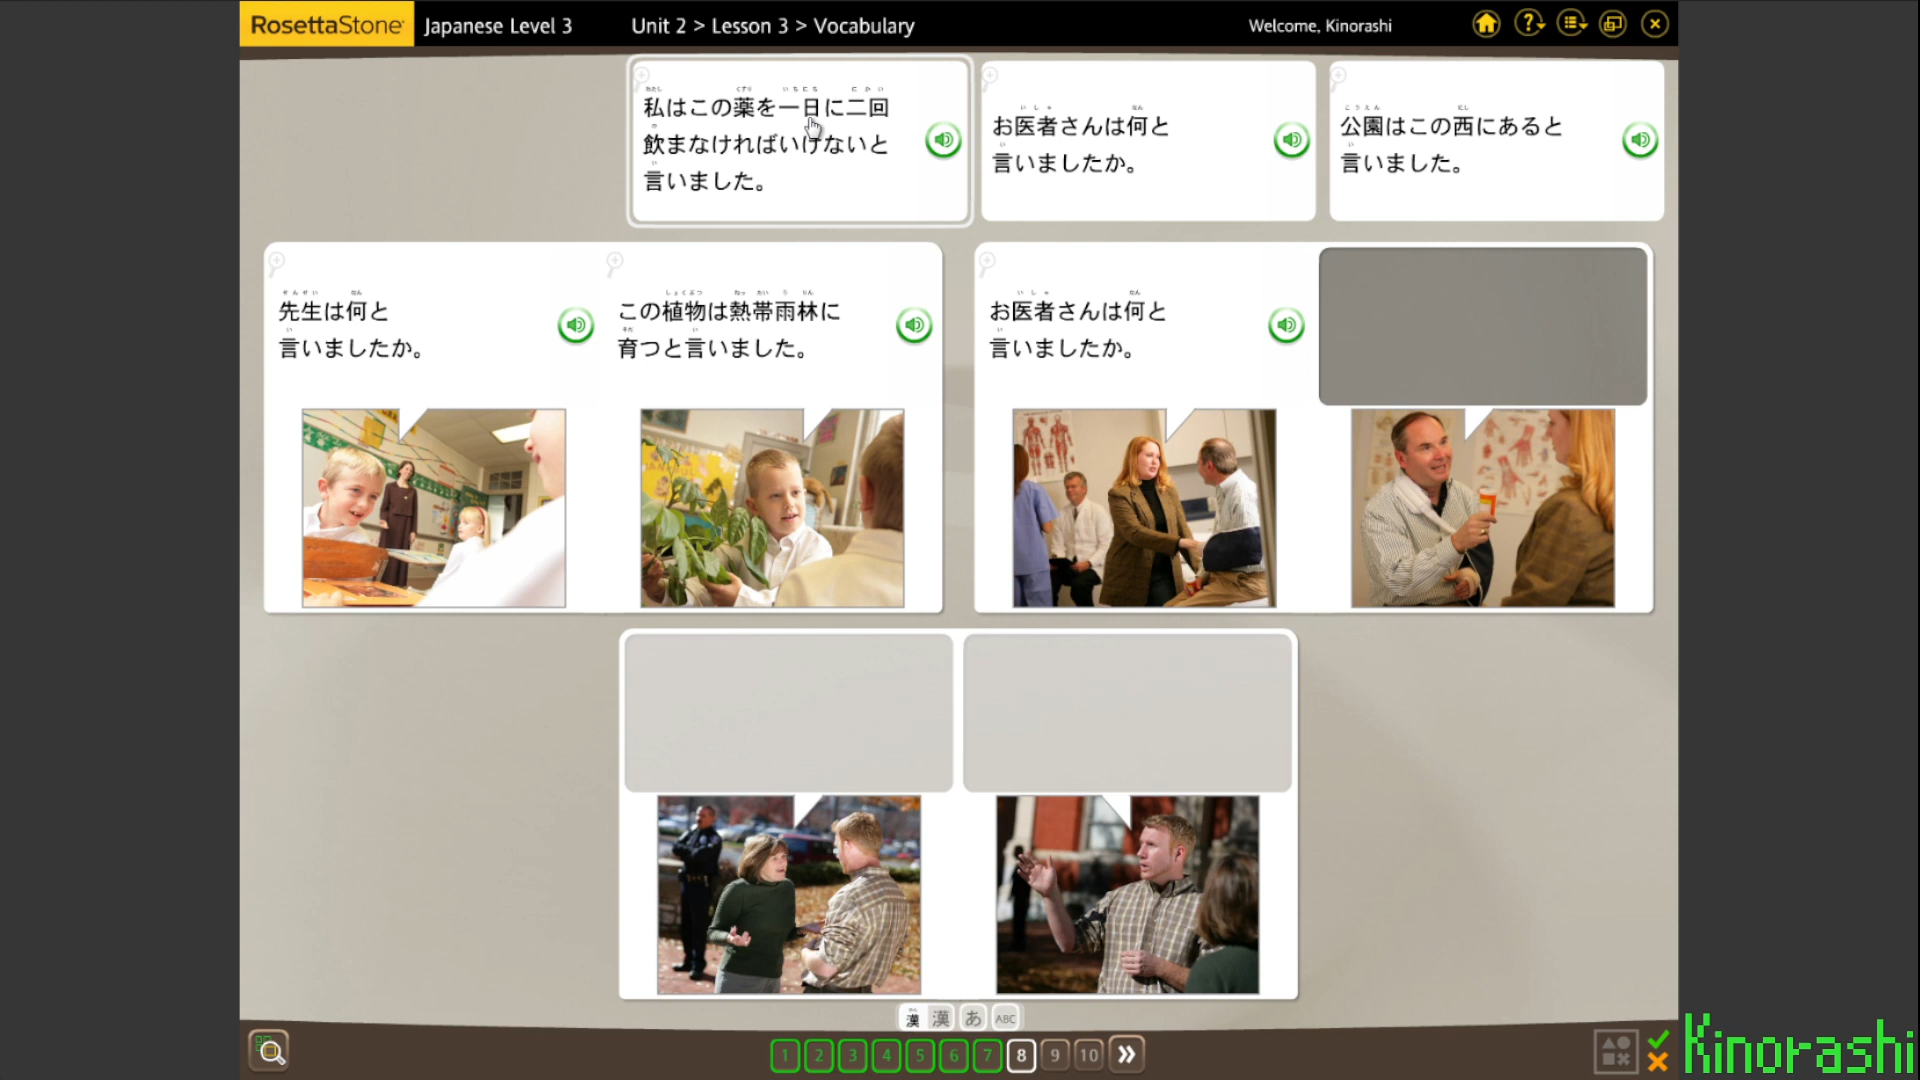 RosettaStone
Japanese Level 3
Unit 2 > Lesson 3 > Vocabulary
Welcome, Kinorashi
私はこの薬を一日に二回
飲まなければいけないと
言いました。
お医者さんは何と
言いましたか。
公園はこの西にあると
言いました。
先生は何と
言いましたか。
この植物は熱帯雨林に
育つと言いました。
お医者さんは何と
言いましたか。
漢 漢 あ ABC
1 2 3 4 5 6 7 8 9 10
Kinorashi